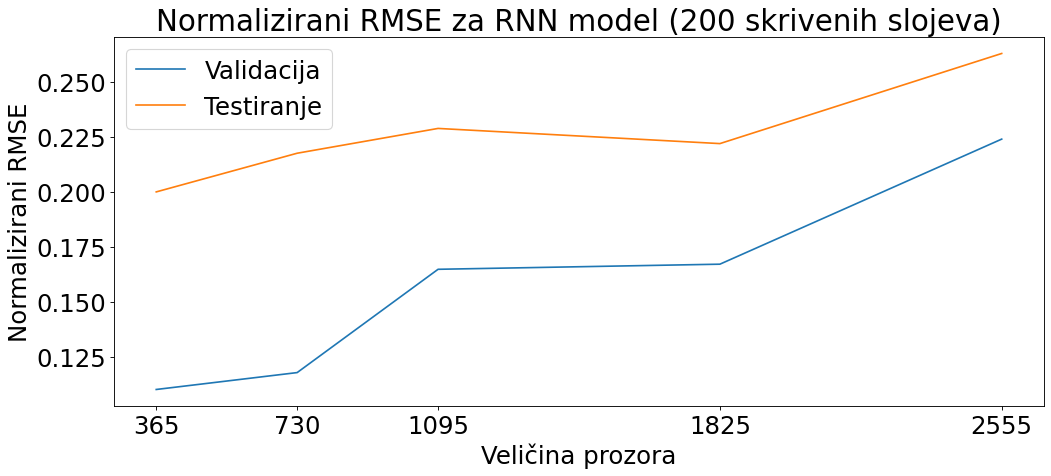 Normalizirani RMSE za RNN model (200 skrivenih slojeva)
Validacija
Testiranje
Normalizirani RMSE
0.250
0.225
0.200
0.175
0.150
0.125
365 730 1095 1825 2555
Veličina prozora